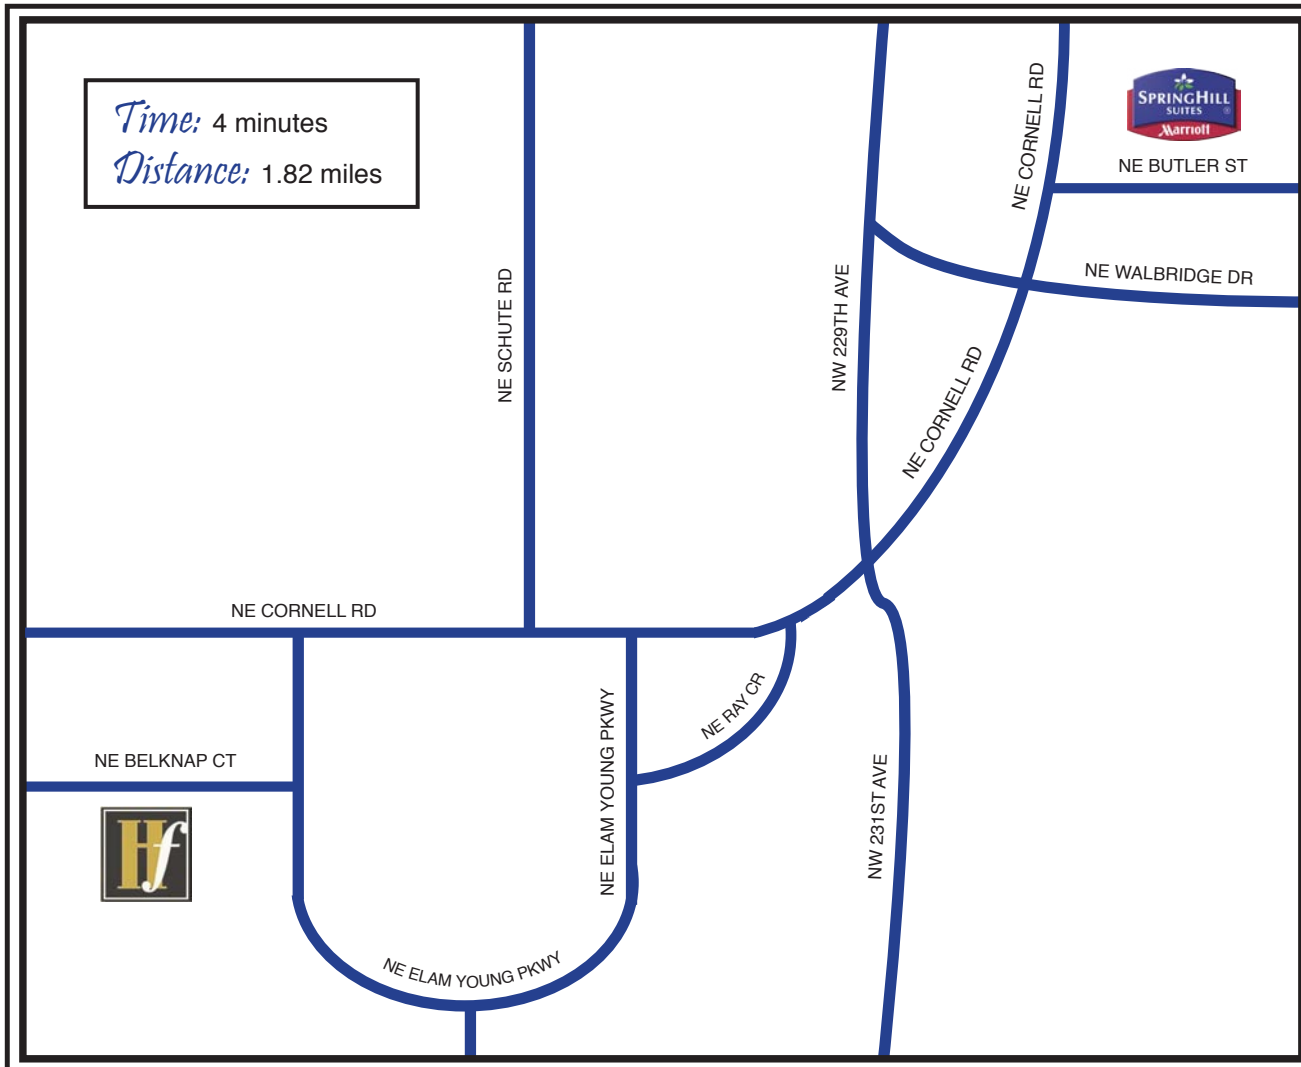 Time: 4 minutes
Distance: 1.82 miles
SPRINGHILL
SUITES ®
Marriott
NE BUTLER ST
NE CORNELL RD
NE WALBRIDGE DR
NE SCHUTE RD
NW 229TH AVE
NE CORNELL RD
NE CORNELL RD
NE RAY CR
NE ELAM YOUNG PKWY
NE BELKNAP CT
NW 231ST AVE
Hf
NE ELAM YOUNG PKWY